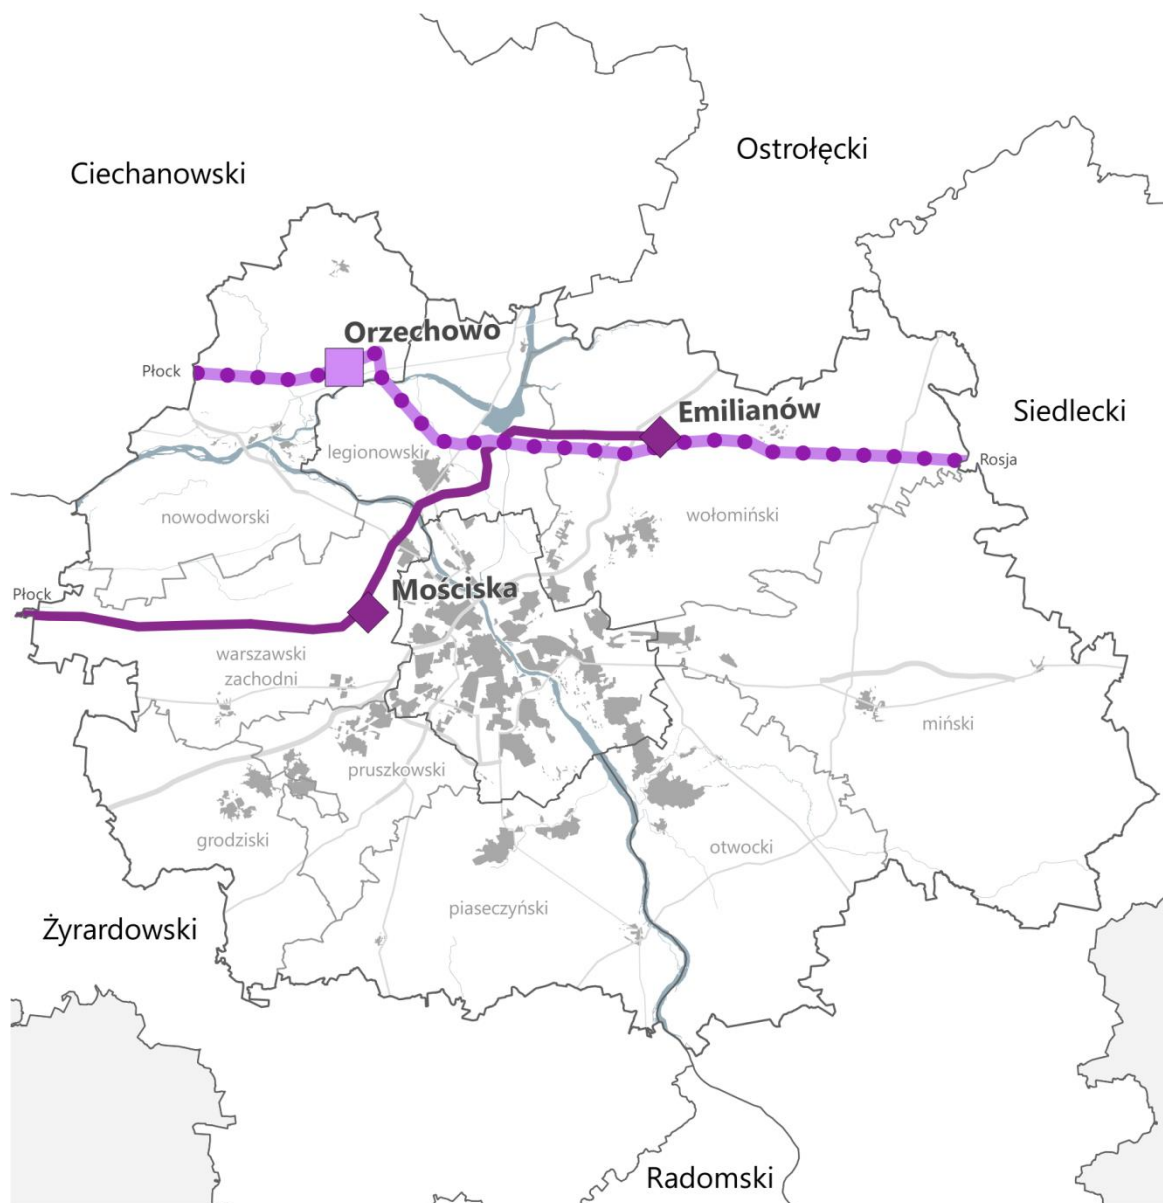 Ostrołęcki
Ciechanowski
Orzechowo
Płock
Emilianów
Siedlecki
legionowski
Rosja
nowodworski
wołomiński
Mościska
Płock
warszawski
zachodni
miński
pruszkowski
grodziski
otwocki
piaseczyński
Żyrardowski
Radomski